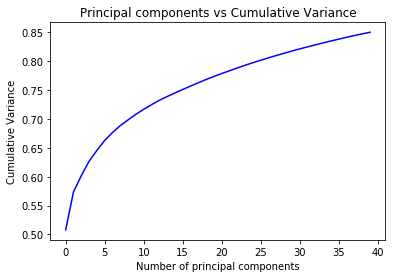 Principal components vs Cumulative Variance
0.85
0.80
0.75
0.70
0.65
0.60
0.55
0.50
Cumulative Variance
0 5 10 15 20 25 30 35 40
Number of principal components